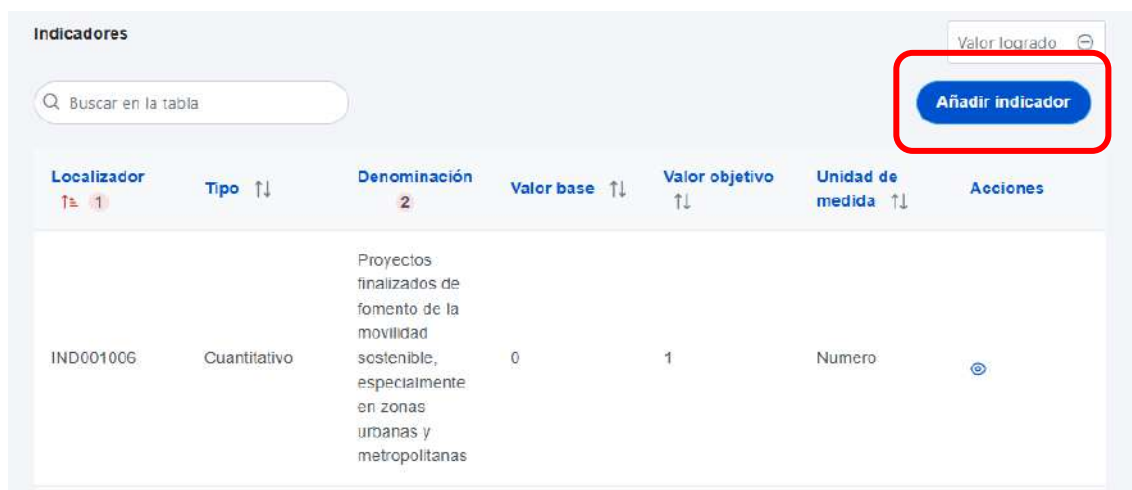 Indicadores
Valor logrado
Buscar en la tabla
Añadir indicador
Localizador
1
Tipo
Denominación
2
Valor base
Valor objetivo
Unidad de
medida
Acciones
IND001006
Cuantitativo
Proyectos
finalizados de
fomento de la
movilidad
sostenible,
especialmente
en zonas
urbanas y
metropolitanas
0
1
Numero